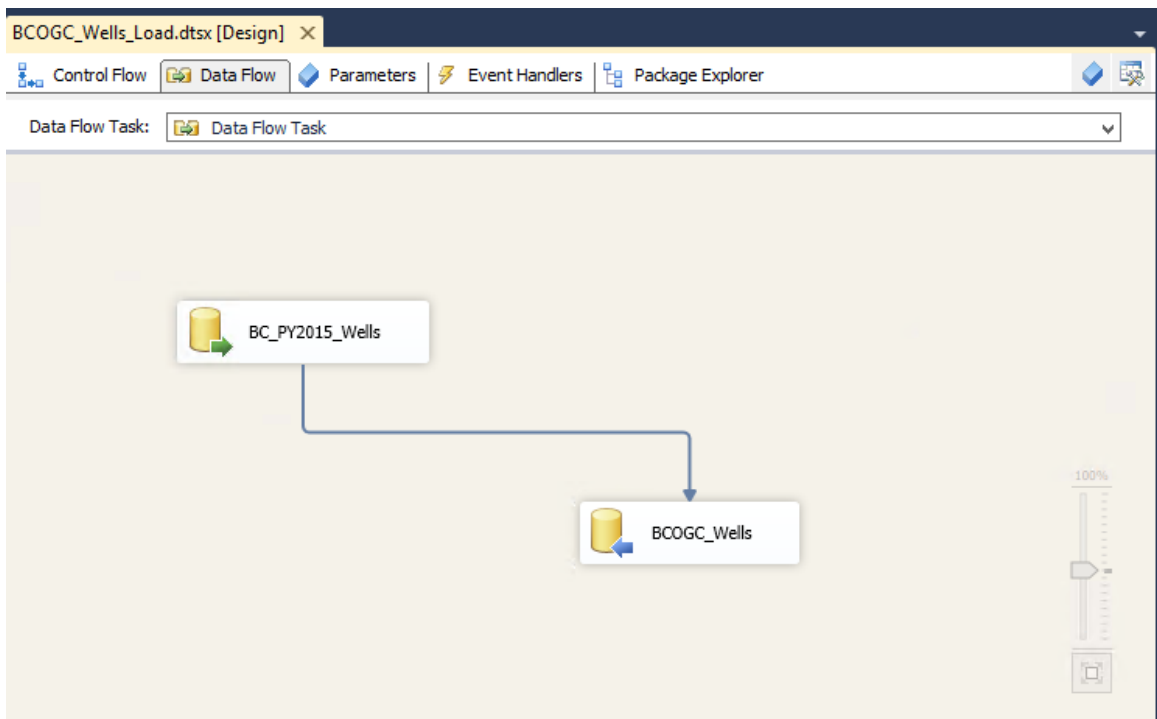 BCOGC_Wells_Load.dtsx [Design]
Control Flow Data Flow Parameters Event Handlers Package Explorer
Data Flow Task: Data Flow Task
BC_PY2015_Wells
100%
BCOGC_Wells